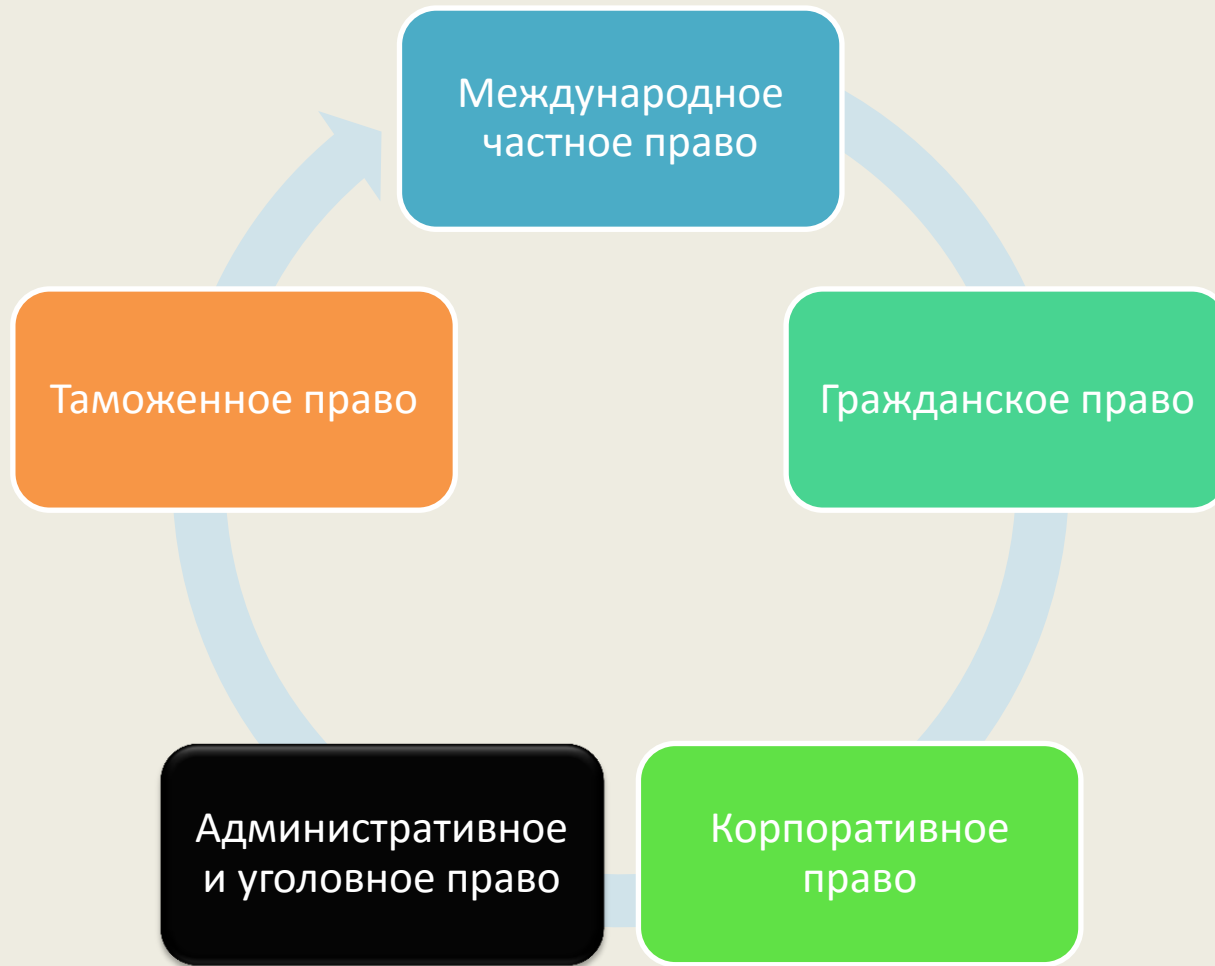 Международное
частное право
Гражданское право
Корпоративное
право
Административное
и уголовное право
Таможенное право